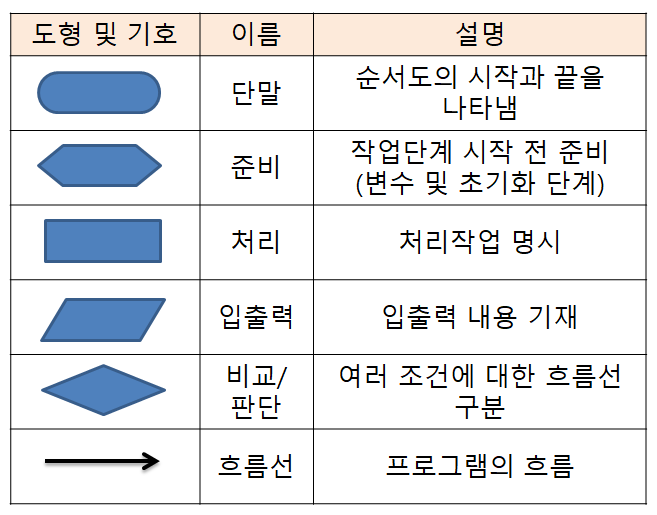 도형 및 기호 이름 설명
단말 순서도의 시작과 끝을
나타냄
준비 작업단계 시작 전 준비
(변수 및 초기화 단계)
처리 처리작업 명시
입출력 입출력 내용 기재
비교/
판단
여러 조건에 대한 흐름선
구분
흐름선 프로그램의 흐름